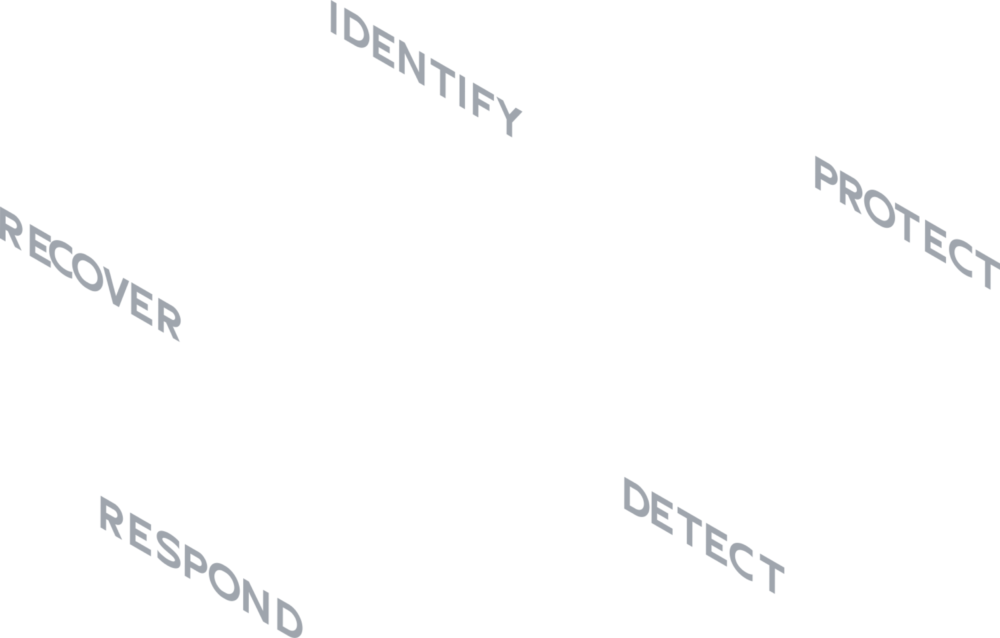 IDENTIFY
PROTECT
RECOVER
DETECT
RESPOND